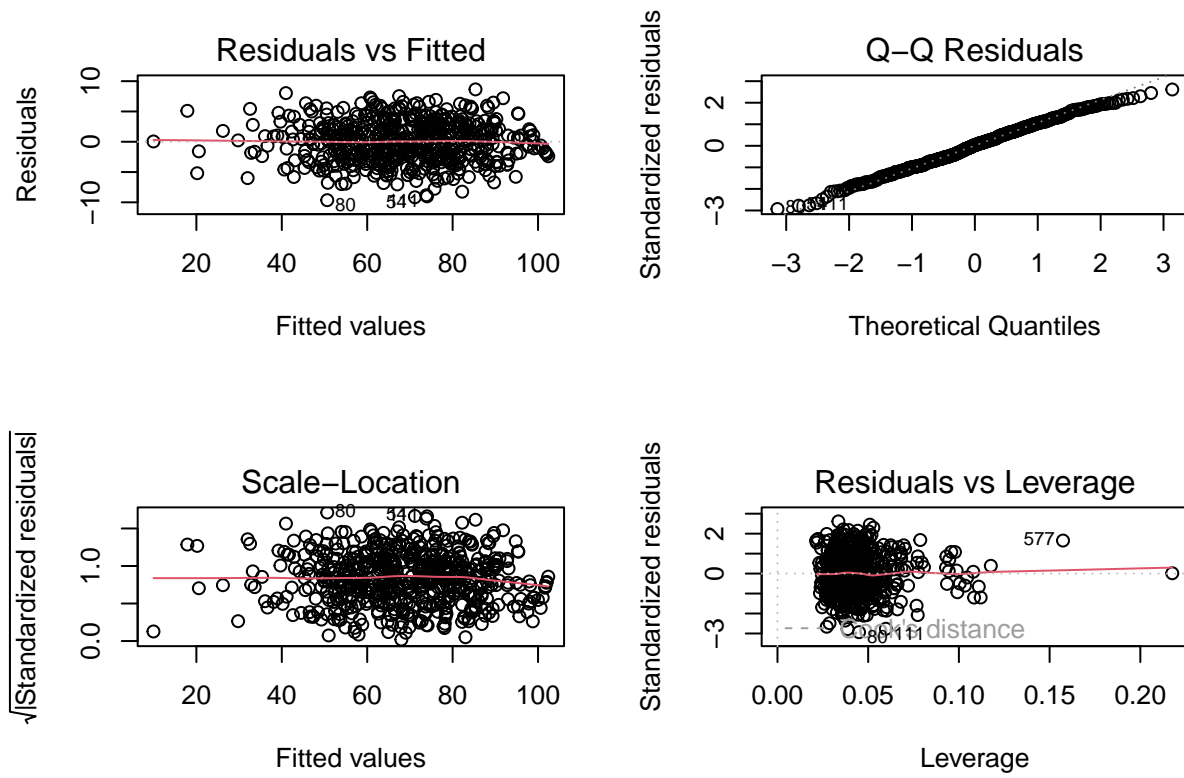 Residuals vs Fitted
Residuals
10
0
−10
20 40 60 80 100
Fitted values
80
541
Q−Q Residuals
Standardized residuals
2
0
−3
−3 −2 −1 0 1 2 3
Theoretical Quantiles
Scale−Location
√|Standardized residuals|
1.0
0.0
20 40 60 80 100
Fitted values
80
541
Residuals vs Leverage
Standardized residuals
2
0
−3
0.00 0.05 0.10 0.15 0.20
Leverage
577
Cook's distance
80
111